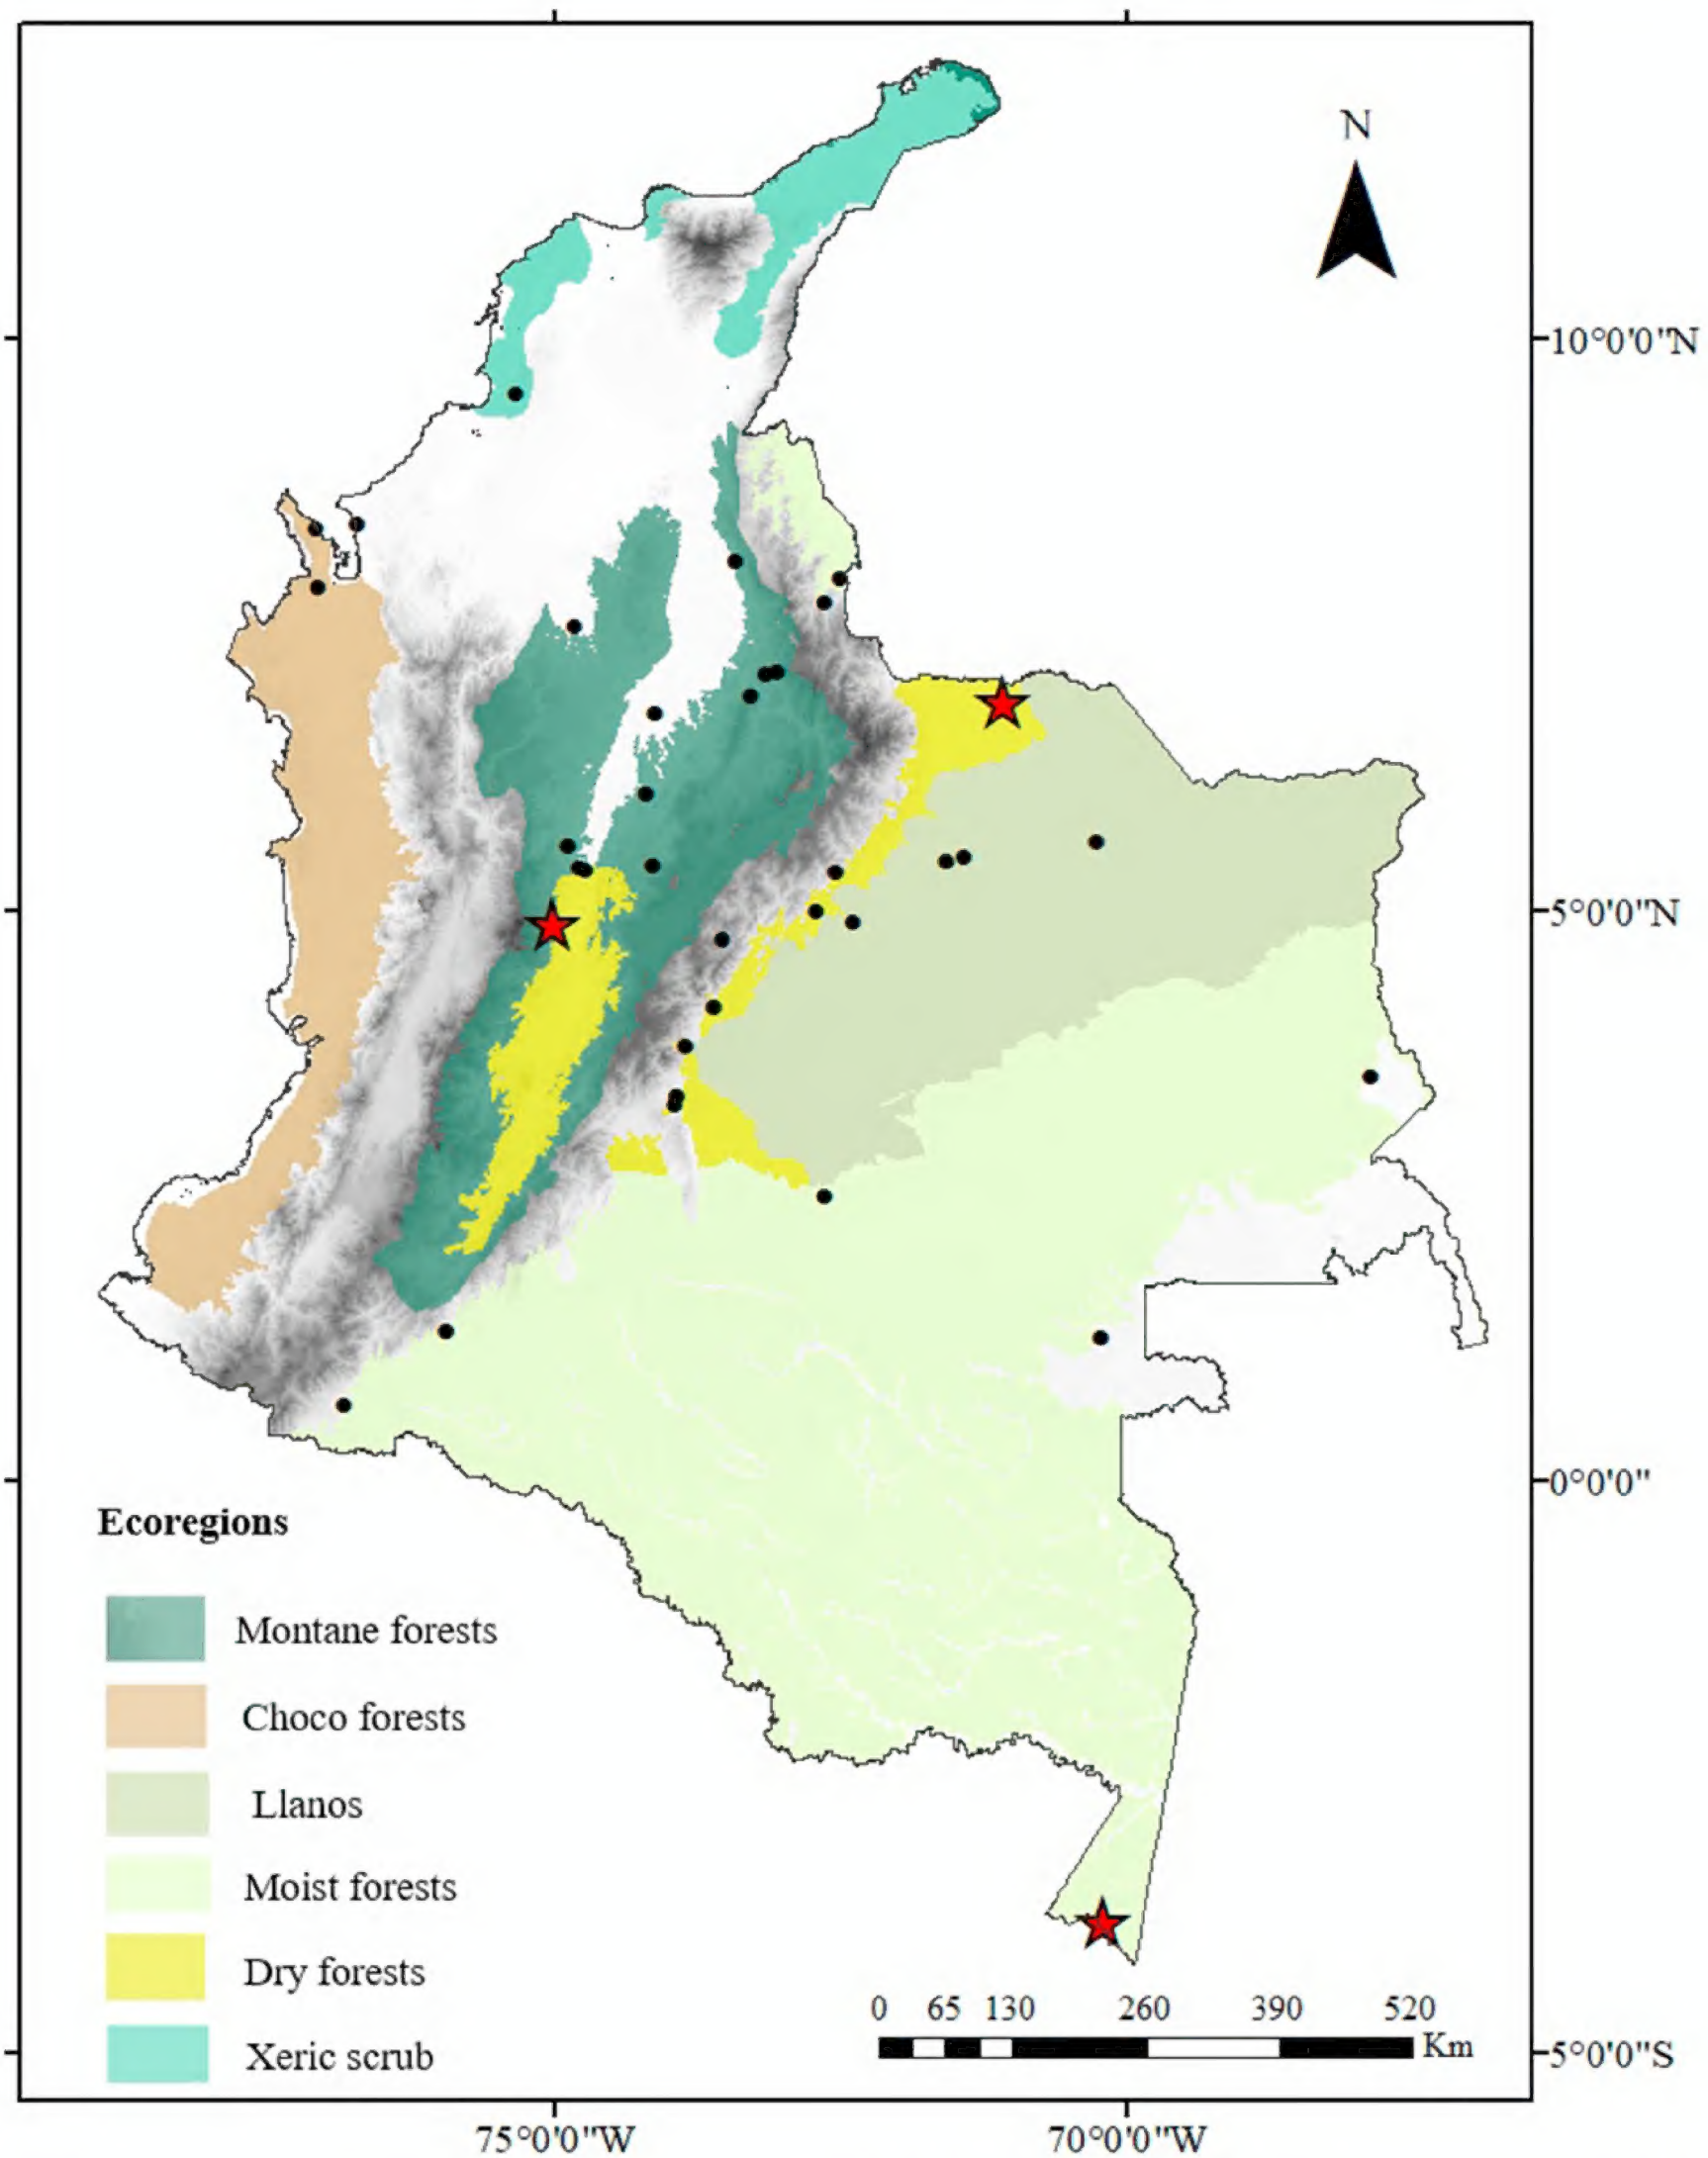 N
10°0'0"N
5°0'0"N
0°0'0"
Ecoregions
Montane forests
Choco forests
Llanos
Moist forests
Dry forests
Xeric scrub
0 65 130 260 390 520
Km
5°0'0"S
75°0'0"W 70°0'0"W